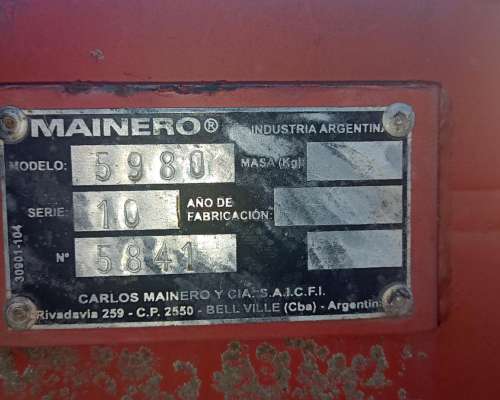 MAINERO® INDUSTRIA ARGENTINA
MODELO: 5980 MASA (Kg)
SERIE: 10 AÑO DE FABRICACIÓN:
Nº 5841
30901-104
CARLOS MAINERO Y CIA. S.A.I.C.F.I.
Rivadavia 259 - C.P. 2550 - BELL VILLE (Cba) - Argentina